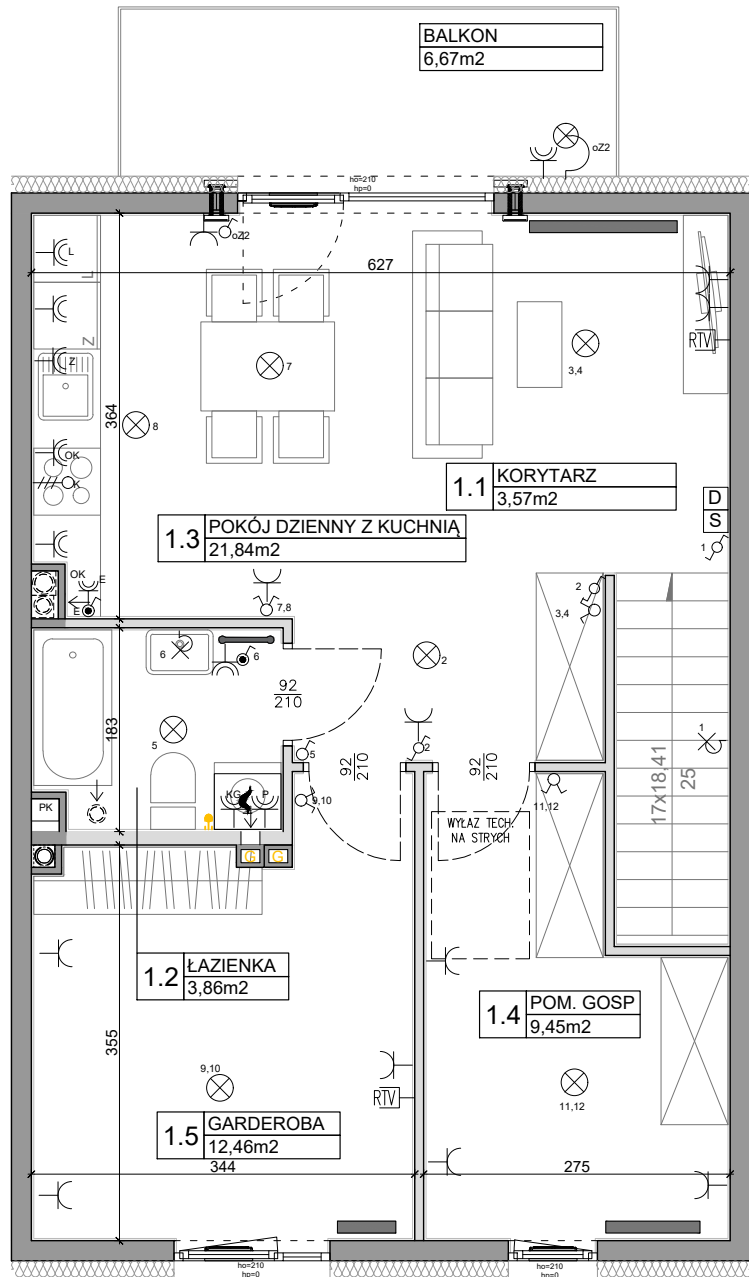 BALKON
6,67m2
oZ2
ho=210
hp=0
oZ2
L
L
627
Z
Z
RTV
3,4
7
364
8
OK
K
1.1 KORYTARZ
3,57m2
D
S
1
1.3 POKÓJ DZIENNY Z KUCHNIĄ
21,84m2
OK
E
E
7,8
2
3,4
6
6
2
92
210
183
5
5
2
92
210
92
210
1
17x18,41
25
KG
P
9,10
11,12
PK
WYŁAZ TECH.
NA STRYCH
G
G
1.2 ŁAZIENKA
3,86m2
1.4 POM. GOSP
9,45m2
355
9,10
RTV
11,12
1.5 GARDEROBA
12,46m2
344
275
ho=210
hp=0
ho=210
hp=0